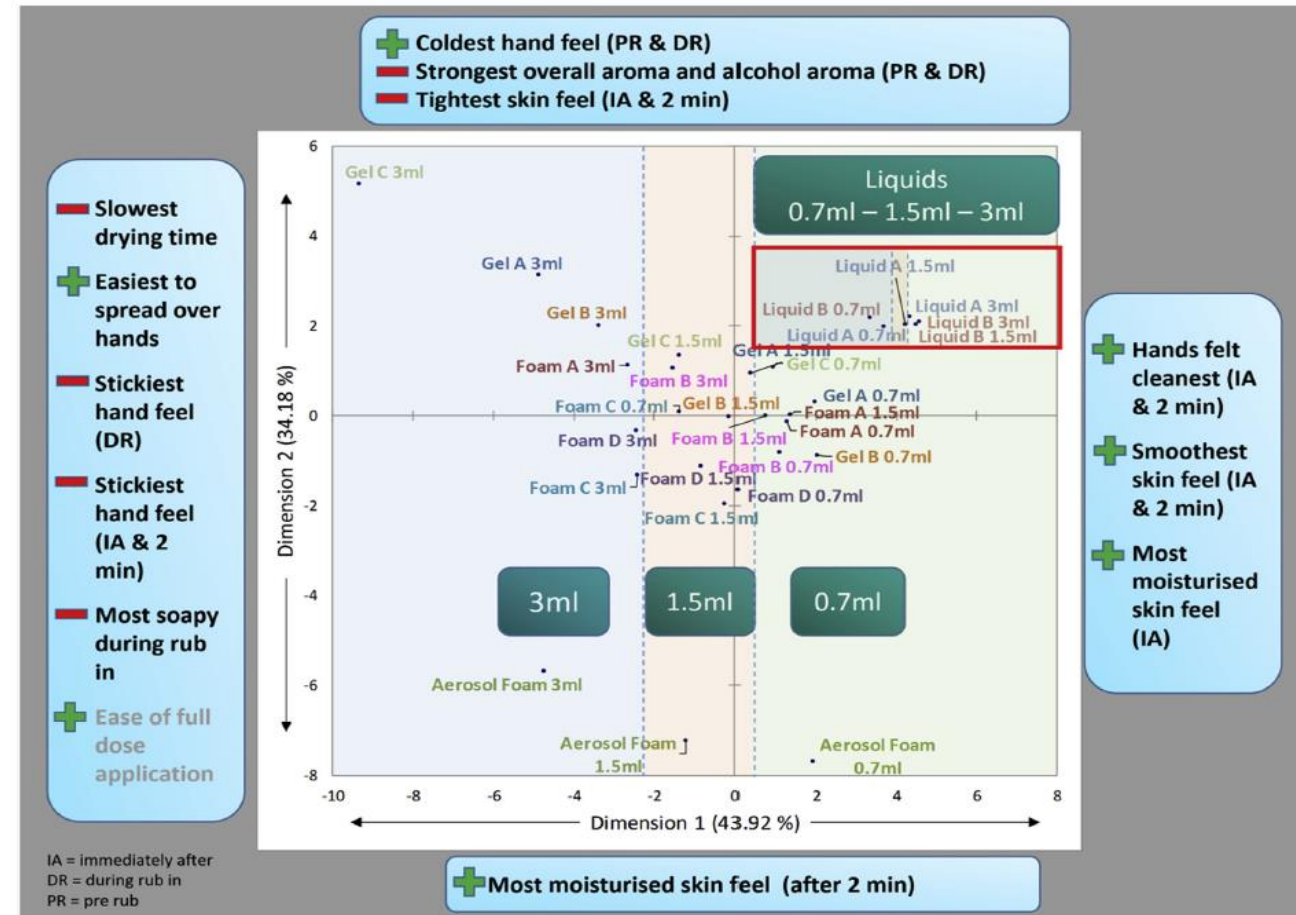 Coldest hand feel (PR & DR)
Strongest overall aroma and alcohol aroma (PR & DR)
Tightest skin feel (IA & 2 min)
Slowest
drying time
Easiest to
spread over
hands
Stickiest
hand feel
(DR)
Stickiest
hand feel
(IA & 2
min)
Most soapy
during rub
in
Ease of full
dose
application
Dimension 2 (34.18 %)
6
4
2
0
-2
-4
-6
-8
Gel C 3ml
Liquids
0.7ml – 1.5ml – 3ml
Gel A 3ml
Liquid A 1.5ml
Gel B 3ml
Liquid B 0.7ml
Liquid A 3ml
Liquid B 3ml
Liquid A 0.7ml
Liquid B 1.5ml
Gel C 1.5ml
Gel A 1.5ml
Foam A 3ml
Gel C 0.7ml
Foam B 3ml
Gel A 0.7ml
Foam C 0.7ml
Gel B 1.5ml
Foam A 1.5ml
Foam A 0.7ml
Foam D 3ml
Foam B 1.5ml
Gel B 0.7ml
Foam B 0.7ml
Foam D 1.5ml
Foam C 3ml
Foam D 0.7ml
Foam C 1.5ml
3ml
1.5ml
0.7ml
Aerosol Foam 3ml
Aerosol Foam
1.5ml
Aerosol Foam
0.7ml
-10
-8
-6
-4
-2
0
2
4
6
8
Dimension 1 (43.92 %)
Hands felt
cleanest (IA
& 2 min)
Smoothest
skin feel (IA
& 2 min)
Most
moisturised
skin feel
(IA)
IA = immediately after
DR = during rub in
PR = pre rub
Most moisturised skin feel (after 2 min)